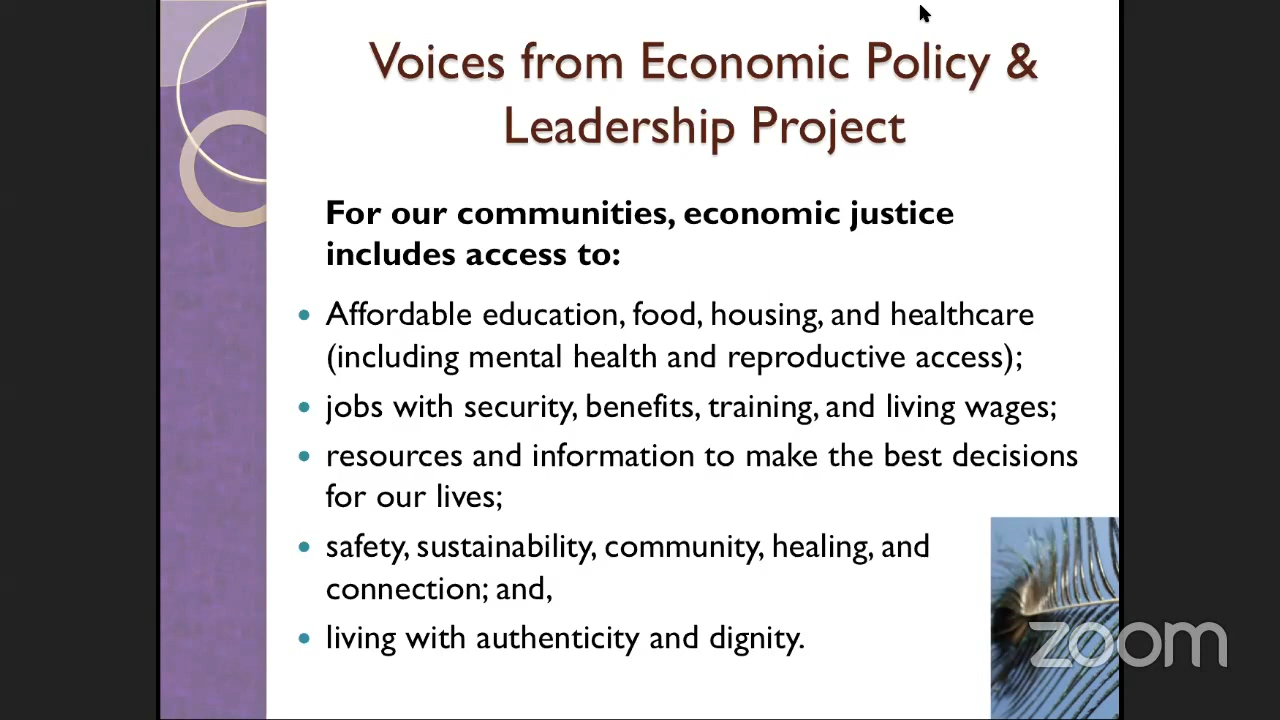 Voices from Economic Policy &
Leadership Project
For our communities, economic justice
includes access to:
• Affordable education, food, housing, and healthcare
(including mental health and reproductive access);
• jobs with security, benefits, training, and living wages;
• resources and information to make the best decisions
for our lives;
• safety, sustainability, community, healing, and
connection; and,
• living with authenticity and dignity.
zoom